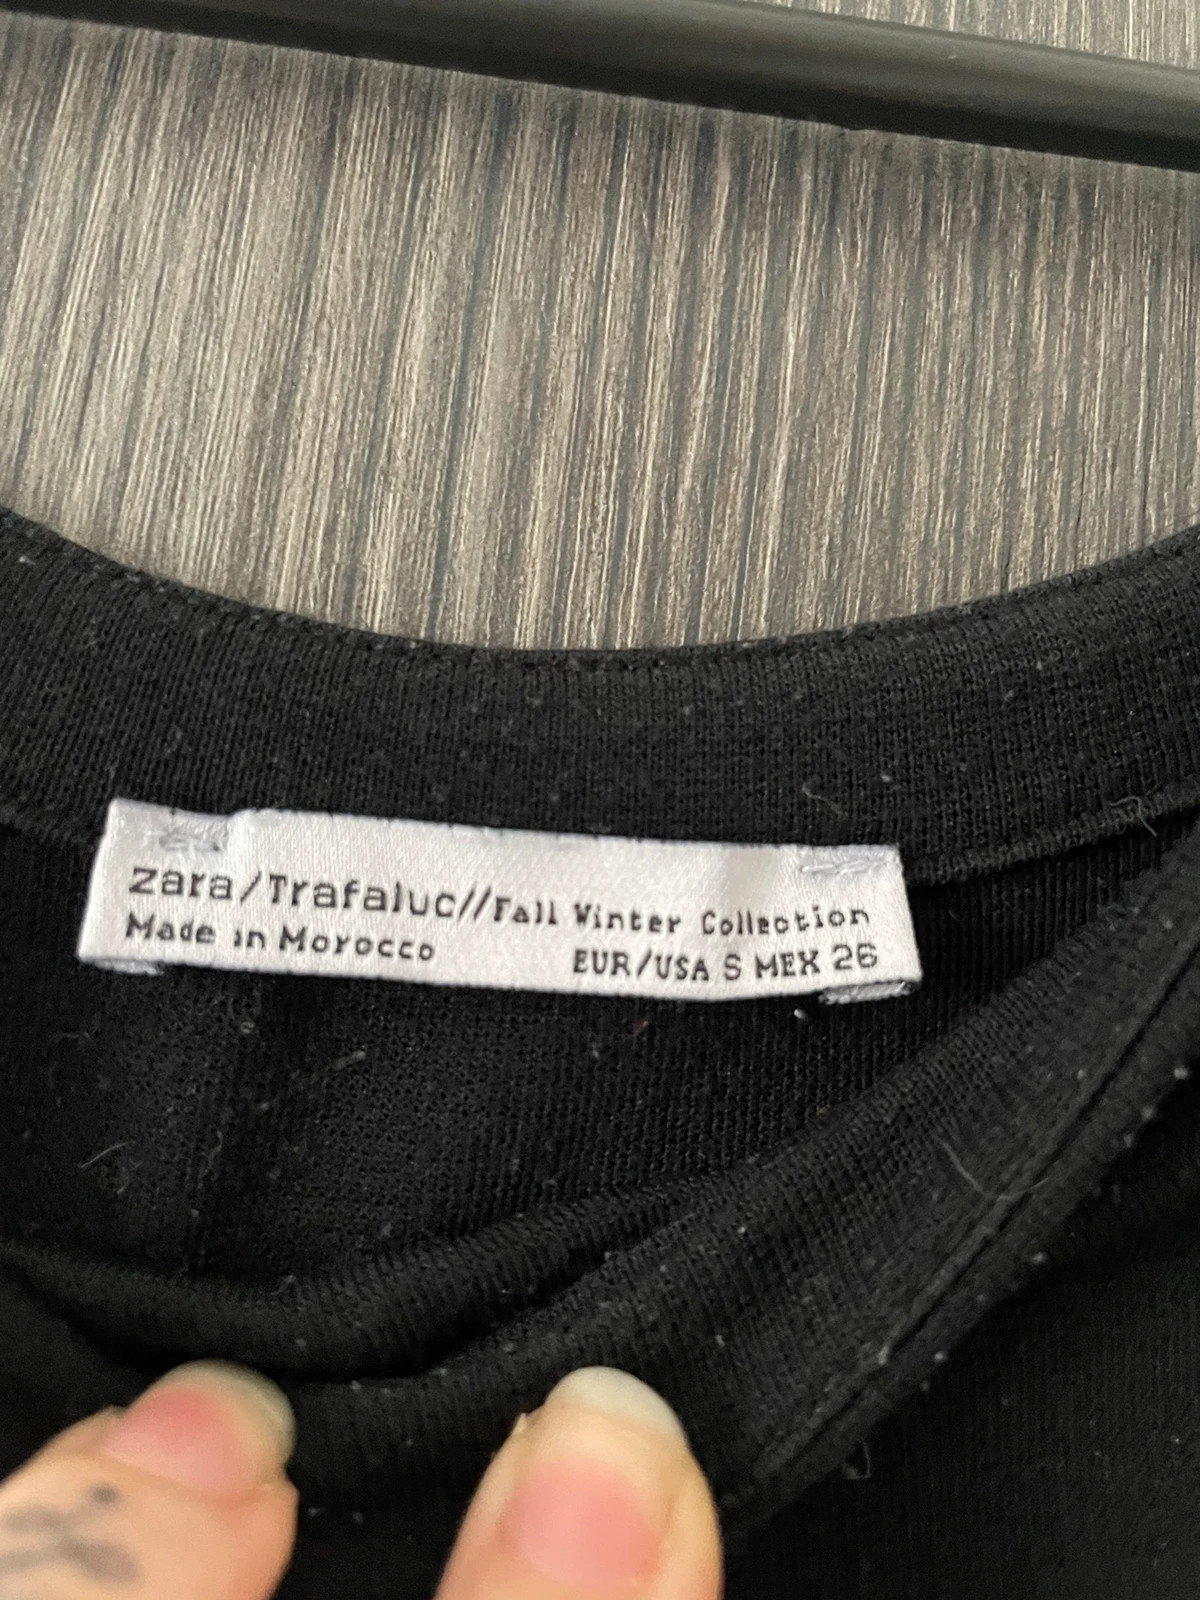 zara/Trafaluc//Fall Winter Collection
Made in Morocco EUR/USA S MEX 26